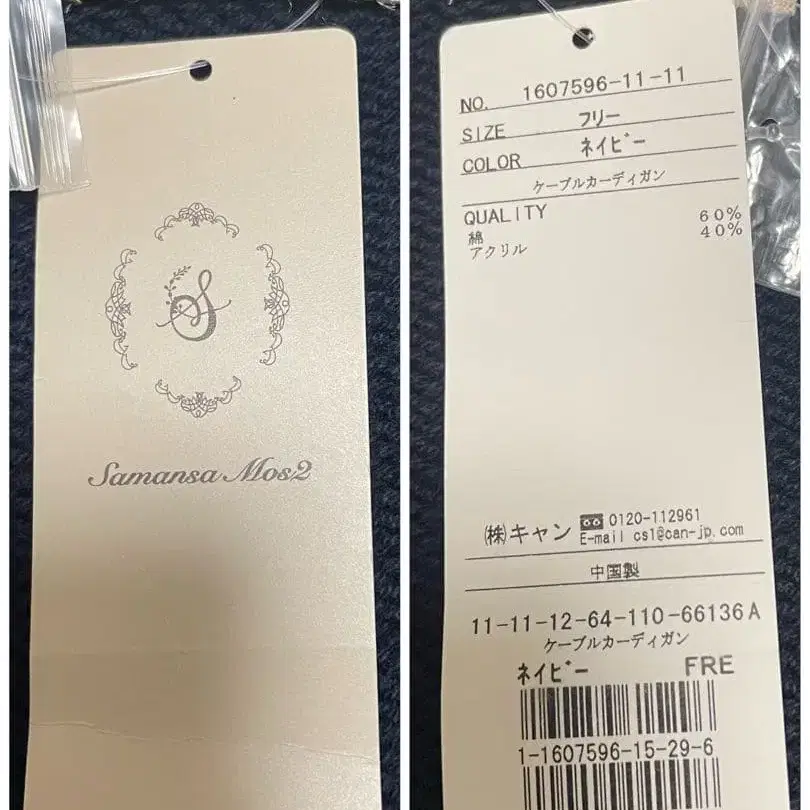 S
Samansa Mos2
NO. 1607596-11-11
SIZE フリー
COLOR ネイビー
ケーブルカーディガン
QUALITY
綿 60%
アクリル 40%
㈱キャン 0120-112961
E-mail cs1@can-jp.com
中国製
11-11-12-64-110-66136A
ケーブルカーディガン
ネイビー FRE
1-1607596-15-29-6